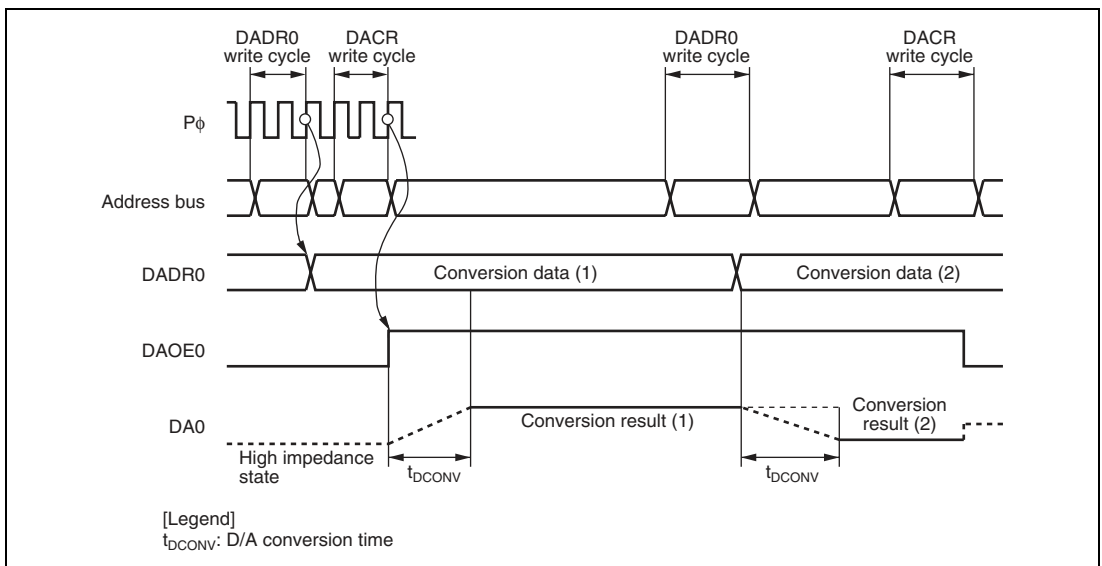 DADR0
write cycle
DACR
write cycle
DADR0
write cycle
DACR
write cycle
Pϕ
Address bus
DADR0
Conversion data (1)
Conversion data (2)
DAOE0
DA0
Conversion result (1)
Conversion
result (2)
High impedance
state
tDCONV
tDCONV
[Legend]
tDCONV: D/A conversion time